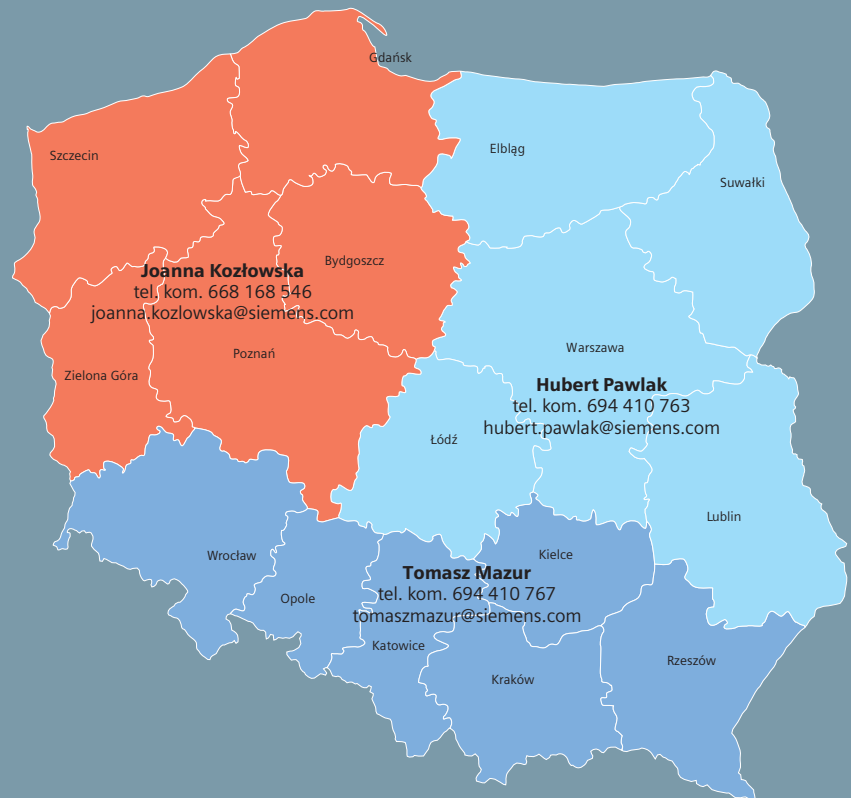 Gdańsk
Szczecin
Elbląg
Suwałki
Bydgoszcz
Joanna Kozłowska
tel. kom. 668 168 546
joanna.kozlowska@siemens.com
Poznań
Zielona Góra
Warszawa
Hubert Pawlak
tel. kom. 694 410 763
hubert.pawlak@siemens.com
Łódź
Lublin
Wrocław
Kielce
Tomasz Mazur
tel. kom. 694 410 767
tomaszmazur@siemens.com
Opole
Katowice
Kraków
Rzeszów